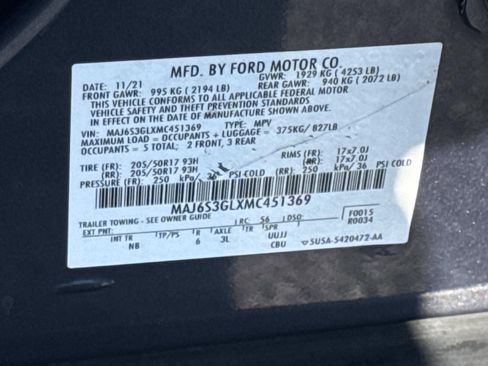 MFD. BY FORD MOTOR CO.
DATE: 11/21 GVWR: 1929 KG ( 4253 LB)
FRONT GAWR: 995 KG ( 2194 LB) REAR GAWR: 940 KG ( 2072 LB)
THIS VEHICLE CONFORMS TO ALL APPLICABLE FEDERAL MOTOR
VEHICLE SAFETY AND THEFT PREVENTION STANDARDS
IN EFFECT ON THE DATE OF MANUFACTURE SHOWN ABOVE.
VIN: MAJ6S3GLXMC451369 TYPE: MPV
MAXIMUM LOAD = OCCUPANTS + LUGGAGE = 375KG/ 827LB
OCCUPANTS = 5 TOTAL; 2 FRONT, 3 REAR
TIRE (FR): 205/50R17 93H RIMS (FR): 17x7.0J
(RR): 205/50R17 93H (RR): 17x7.0J
PRESSURE (FR): 250 kPa/ 36 PSI COLD (RR) 250 kPa/ 36 PSI COLD
MAJ6S3GLXMC451369
TRAILER TOWING - SEE OWNER GUIDE
EXT PNT: RC: 56 DSO: F0015
R0034
INT TR TP/PS R AXLE TR SPR
NB 6 3L UUJJ
CBU 5U5A-5420472-AA